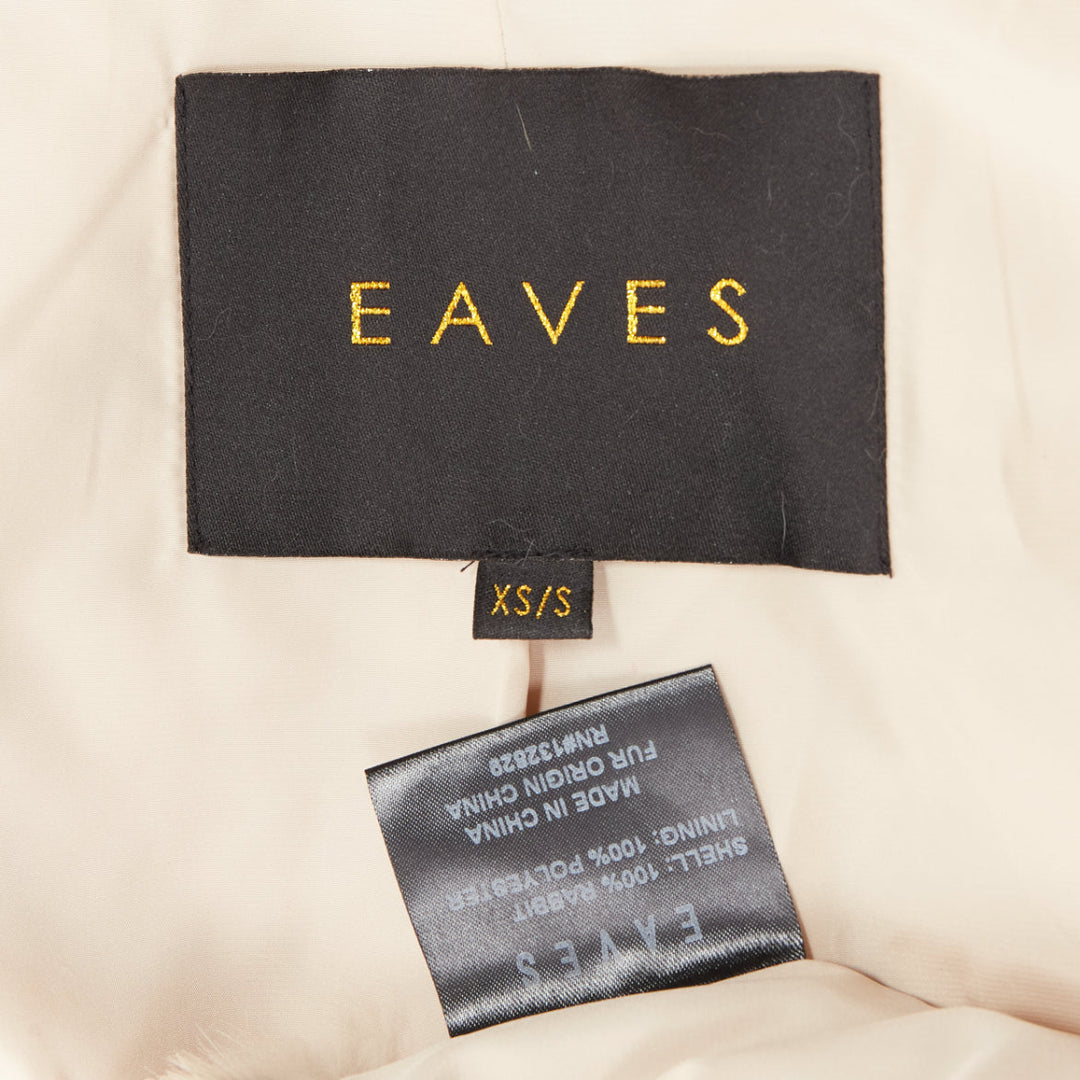 EAVES
XS/S
EAVES
SHELL: 100% RABBIT
LINING: 100% POLYESTER
MADE IN CHINA
FUR ORIGIN CHINA
RN#132829